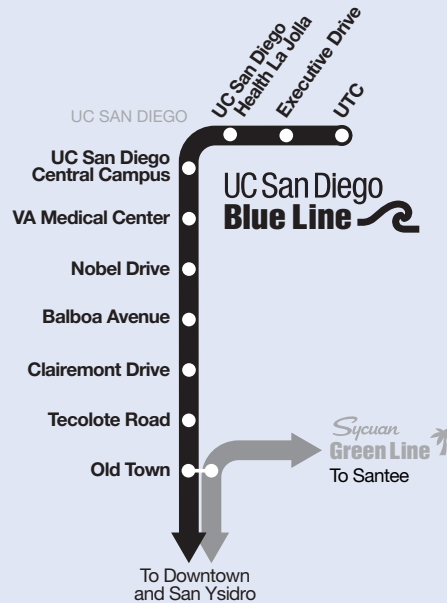 UC San Diego
Health La Jolla
Executive Drive
UTC
UC SAN DIEGO
UC San Diego
Central Campus
UC San Diego
Blue Line
VA Medical Center
Nobel Drive
Balboa Avenue
Clairemont Drive
Tecolote Road
Old Town
Sycuan
Green Line
To Santee
To Downtown
and San Ysidro